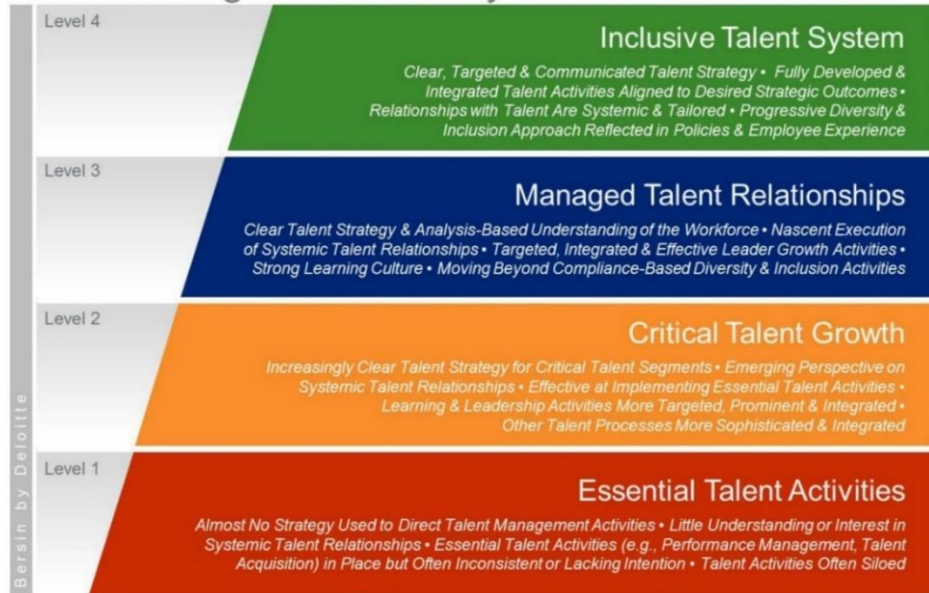 Level 4
Inclusive Talent System
Clear, Targeted & Communicated Talent Strategy • Fully Developed &
Integrated Talent Activities Aligned to Desired Strategic Outcomes •
Relationships with Talent Are Systemic & Tailored • Progressive Diversity &
Inclusion Approach Reflected in Policies & Employee Experience
Level 3
Managed Talent Relationships
Clear Talent Strategy & Analysis-Based Understanding of the Workforce • Nascent Execution
of Systemic Talent Relationships • Targeted, Integrated & Effective Leader Growth Activities •
Strong Learning Culture • Moving Beyond Compliance-Based Diversity & Inclusion Activities
Level 2
Critical Talent Growth
Increasingly Clear Talent Strategy for Critical Talent Segments • Emerging Perspective on
Systemic Talent Relationships • Effective at Implementing Essential Talent Activities •
Learning & Leadership Activities More Targeted, Prominent & Integrated •
Other Talent Processes More Sophisticated & Integrated
Level 1
Essential Talent Activities
Almost No Strategy Used to Direct Talent Management Activities • Little Understanding or Interest in
Systemic Talent Relationships • Essential Talent Activities (e.g., Performance Management, Talent
Acquisition) in Place but Often Inconsistent or Lacking Intention • Talent Activities Often Siloed
Bersin by Deloitte